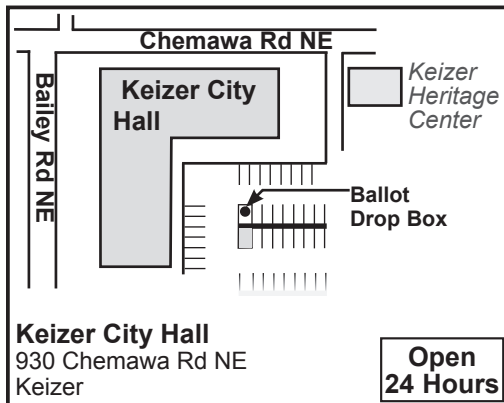 Chemawa Rd NE
Bailey Rd NE
Keizer City
Hall
Keizer
Heritage
Center
Ballot
Drop Box
Keizer City Hall
930 Chemawa Rd NE
Keizer
Open
24 Hours